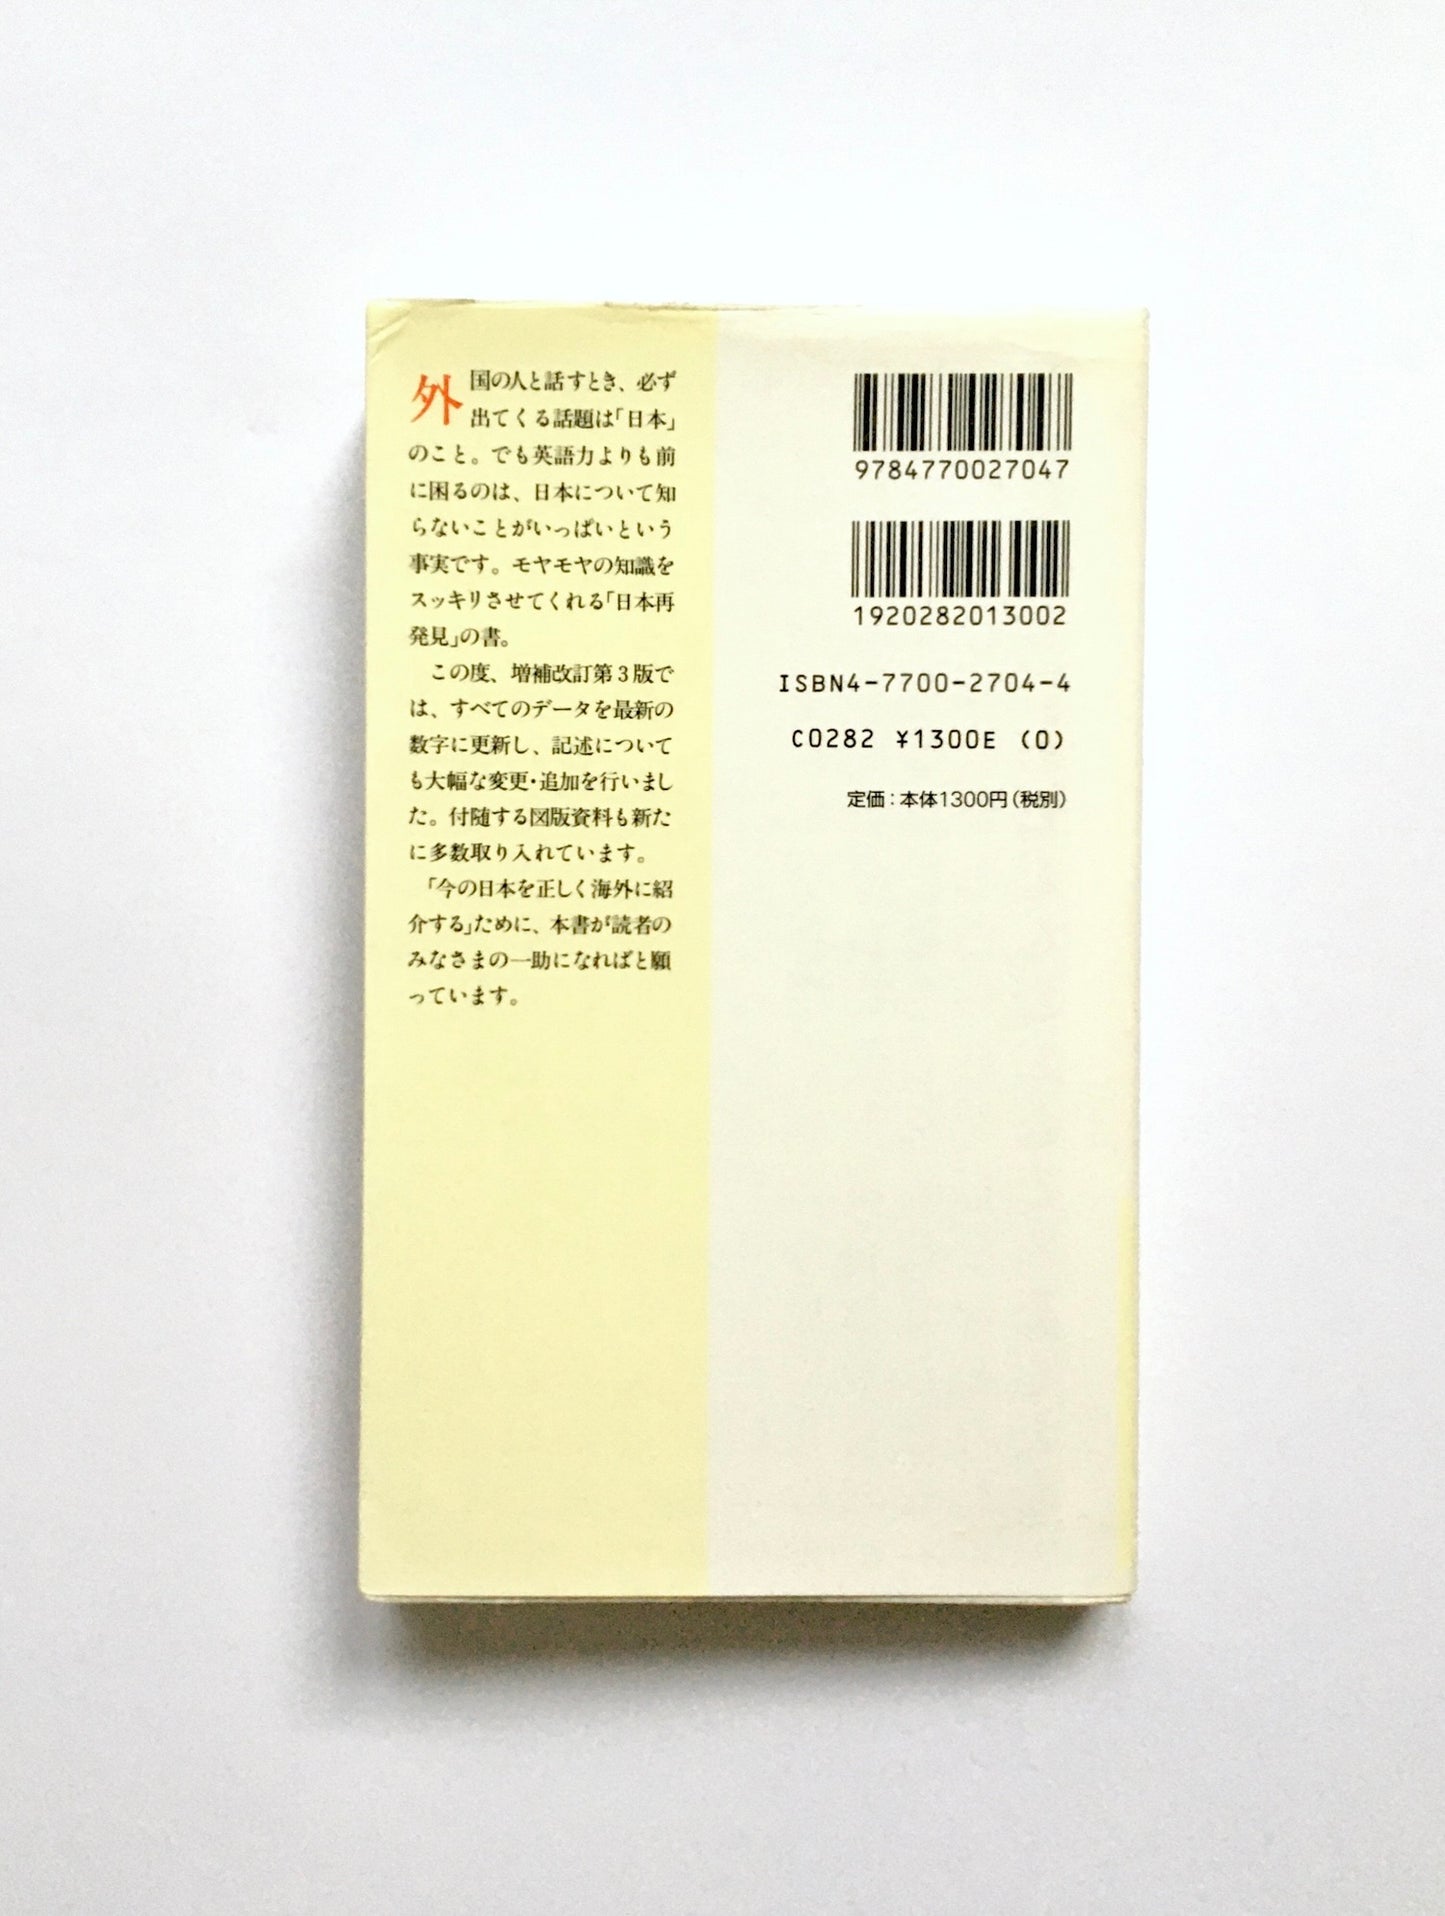 外国の人と話すとき、必ず
出てくる話題は「日本」
のこと。でも英語力よりも前
に困るのは、日本について知
らないことがいっぱいという
事実です。モヤモヤの知識を
スッキリさせてくれる「日本再
発見」の書。
この度、増補改訂第3版で
は、すべてのデータを最新の
数字に更新し、記述について
も大幅な変更・追加を行いまし
た。付随する図版資料も新た
に多数取り入れています。
「今の日本を正しく海外に紹
介する」ために、本書が読者の
みなさまの一助になればと願
っています。
9784770027047
1920282013002
ISBN4-7700-2704-4
C0282 ¥1300E (0)
定価：本体1300円（税別）